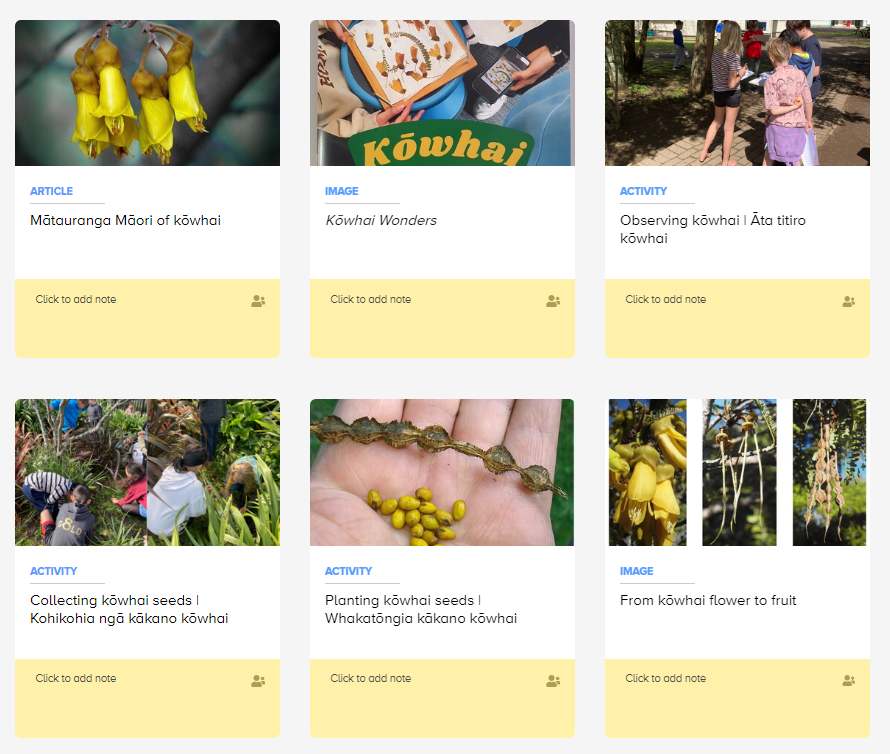 Kōwhai
ARTICLE
Mātauranga Māori of kōwhai
IMAGE
Kōwhai Wonders
ACTIVITY
Observing kōwhai | Āta titiro
kōwhai
Click to add note
Click to add note
Click to add note
ACTIVITY
Collecting kōwhai seeds |
Kohikohia ngā kākano kōwhai
ACTIVITY
Planting kōwhai seeds |
Whakatōngia kākano kōwhai
IMAGE
From kōwhai flower to fruit
Click to add note
Click to add note
Click to add note